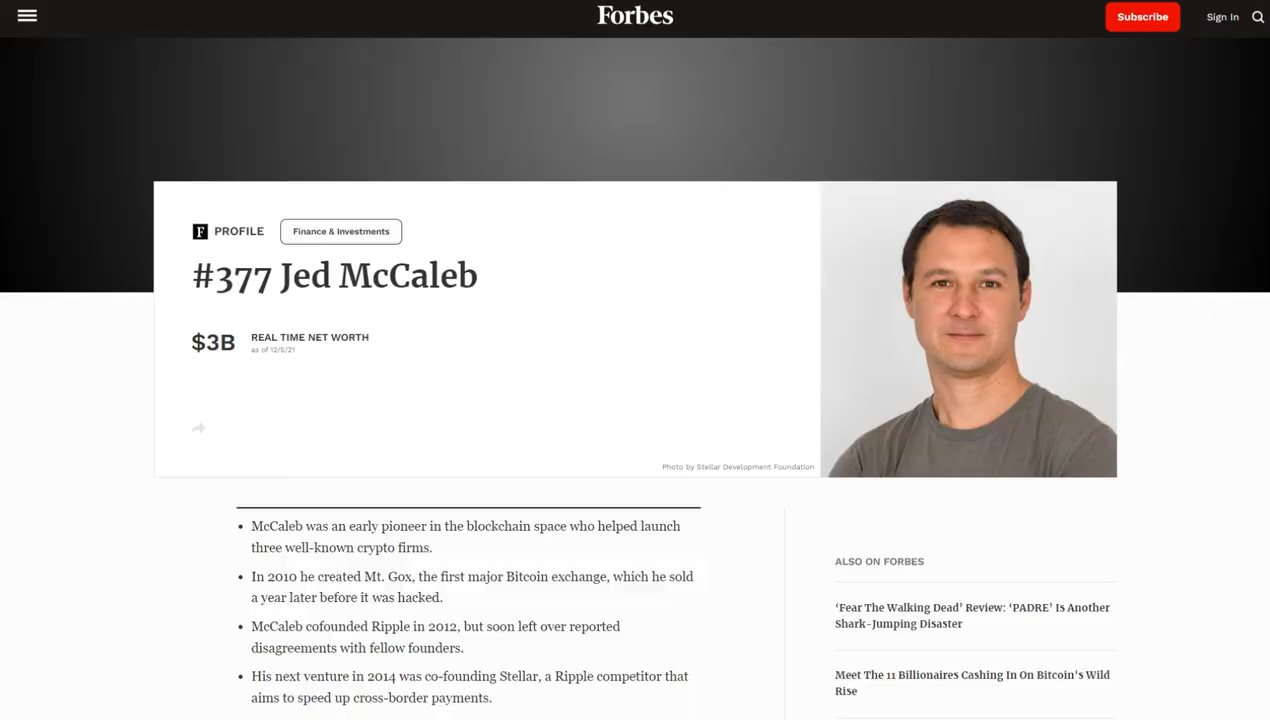 Forbes
Subscribe
Sign In
F PROFILE
Finance & Investments
#377 Jed McCaleb
$3B
REAL TIME NET WORTH
as of 12/5/21
Photo by Stellar Development Foundation
• McCaleb was an early pioneer in the blockchain space who helped launch
three well-known crypto firms.
• In 2010 he created Mt. Gox, the first major Bitcoin exchange, which he sold
a year later before it was hacked.
• McCaleb cofounded Ripple in 2012, but soon left over reported
disagreements with fellow founders.
• His next venture in 2014 was co-founding Stellar, a Ripple competitor that
aims to speed up cross-border payments.
ALSO ON FORBES
‘Fear The Walking Dead’ Review: ‘PADRE’ Is Another
Shark-Jumping Disaster
Meet The 11 Billionaires Cashing In On Bitcoin's Wild
Rise